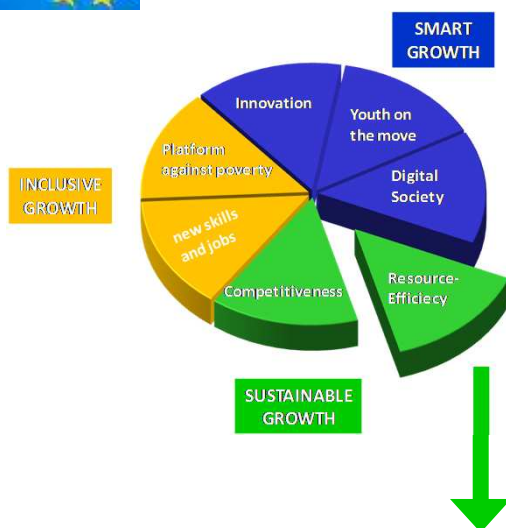 SMART
GROWTH
Innovation
Youth on
the move
Platform
against poverty
Digital
Society
INCLUSIVE
GROWTH
new skills
and jobs
Resource-
Efficiecy
Competitiveness
SUSTAINABLE
GROWTH